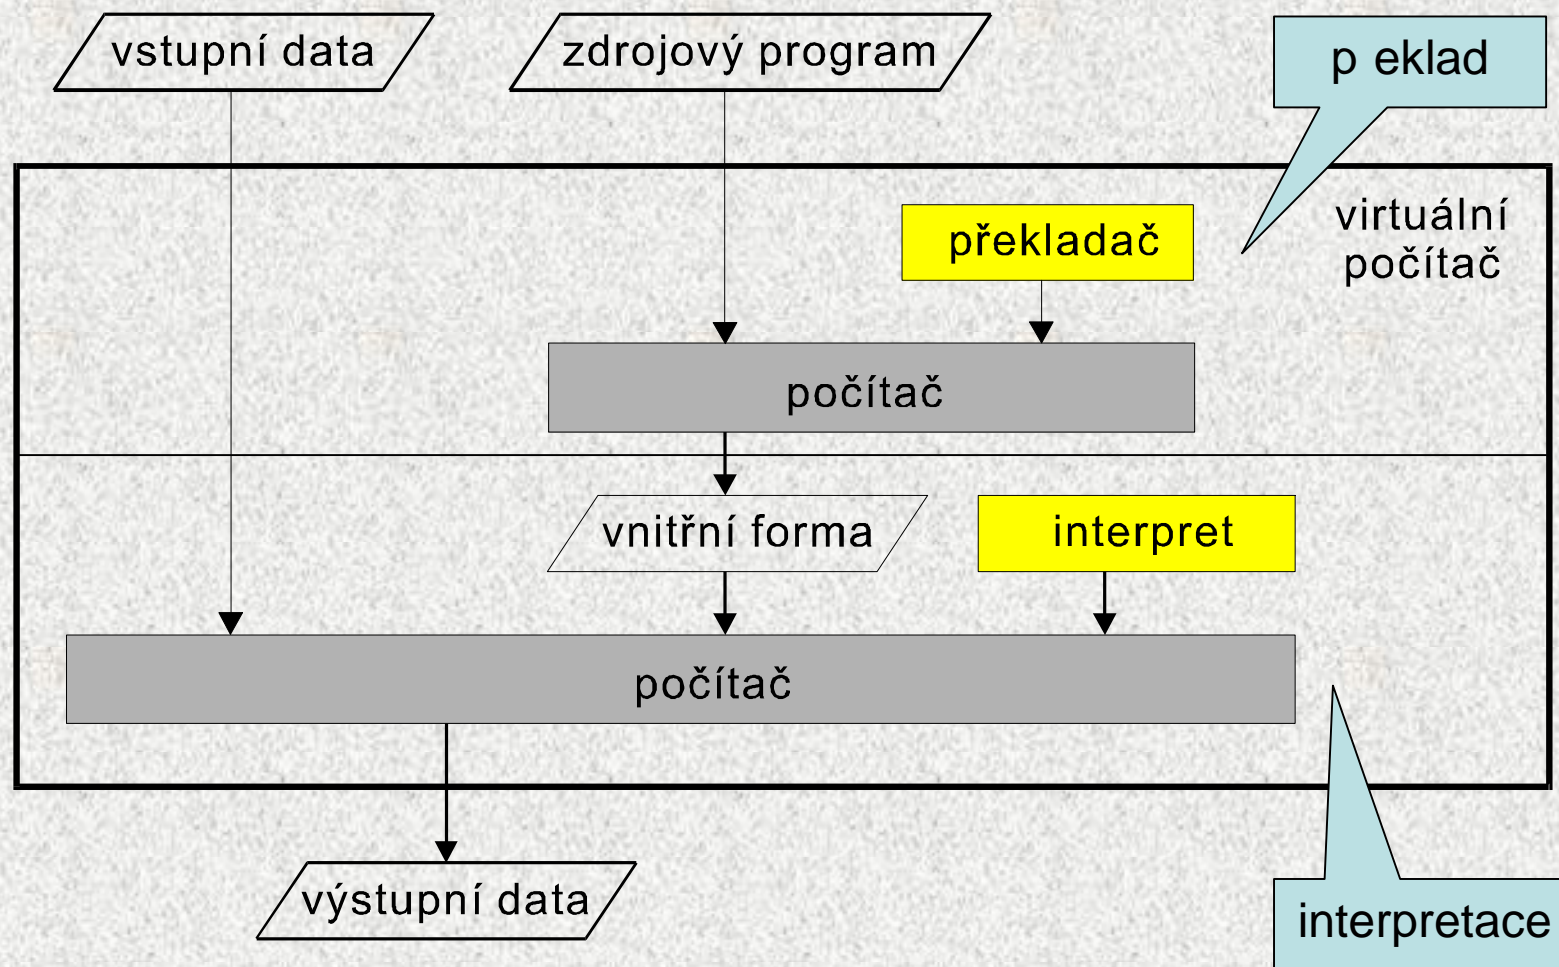 vstupní data
zdrojový program
p eklad
virtuální
počítač
překladač
počítač
vnitřní forma
interpret
počítač
výstupní data
interpretace